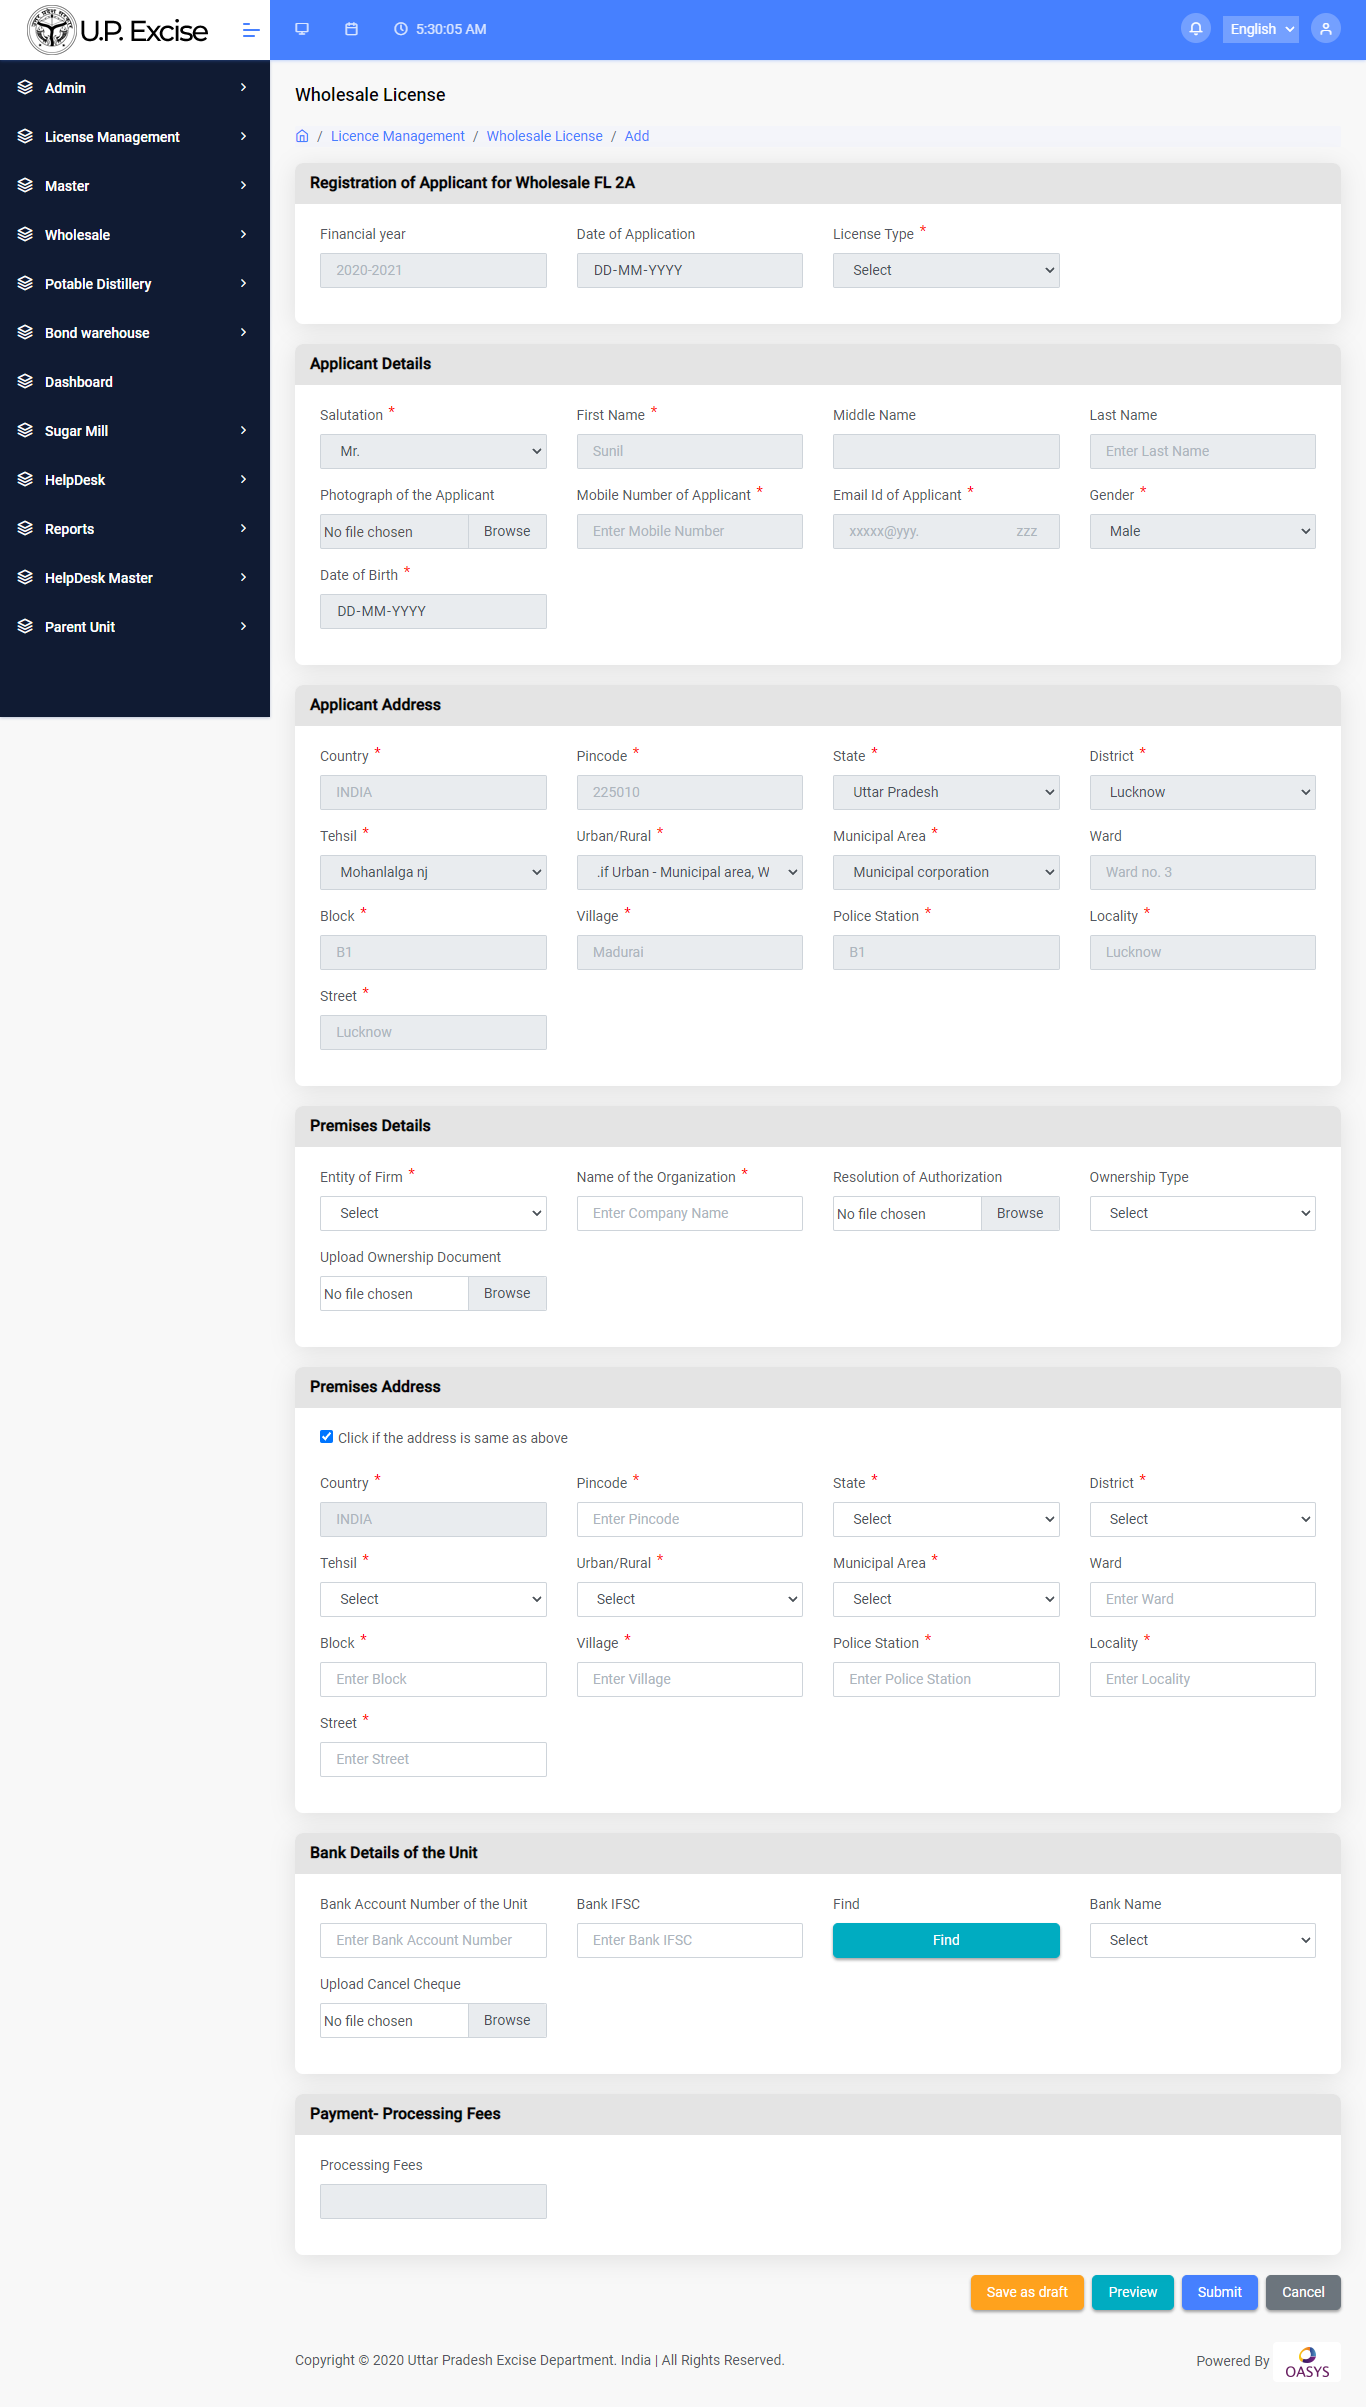 U.P. Excise
5:30:05 AM
English
Admin
License Management
Master
Wholesale
Potable Distillery
Bond warehouse
Dashboard
Sugar Mill
HelpDesk
Reports
HelpDesk Master
Parent Unit
Wholesale License
/ Licence Management / Wholesale License / Add
Registration of Applicant for Wholesale FL 2A
Financial year Date of Application License Type *
2020-2021 DD-MM-YYYY Select
Applicant Details
Salutation * First Name * Middle Name Last Name
Mr. Sunil Enter Last Name
Photograph of the Applicant Mobile Number of Applicant * Email Id of Applicant * Gender *
No file chosen Browse Enter Mobile Number xxxxx@yyy. zzz Male
Date of Birth *
DD-MM-YYYY
Applicant Address
Country * Pincode * State * District *
INDIA 225010 Uttar Pradesh Lucknow
Tehsil * Urban/Rural * Municipal Area * Ward
Mohanlalga nj .if Urban - Municipal area, W Municipal corporation Ward no. 3
Block * Village * Police Station * Locality *
B1 Madurai B1 Lucknow
Street *
Lucknow
Premises Details
Entity of Firm * Name of the Organization * Resolution of Authorization Ownership Type
Select Enter Company Name No file chosen Browse Select
Upload Ownership Document
No file chosen Browse
Premises Address
Click if the address is same as above
Country * Pincode * State * District *
INDIA Enter Pincode Select Select
Tehsil * Urban/Rural * Municipal Area * Ward
Select Select Select Enter Ward
Block * Village * Police Station * Locality *
Enter Block Enter Village Enter Police Station Enter Locality
Street *
Enter Street
Bank Details of the Unit
Bank Account Number of the Unit Bank IFSC Find Bank Name
Enter Bank Account Number Enter Bank IFSC Find Select
Upload Cancel Cheque
No file chosen Browse
Payment- Processing Fees
Processing Fees
Save as draft Preview Submit Cancel
Copyright © 2020 Uttar Pradesh Excise Department. India | All Rights Reserved. Powered By OASYS